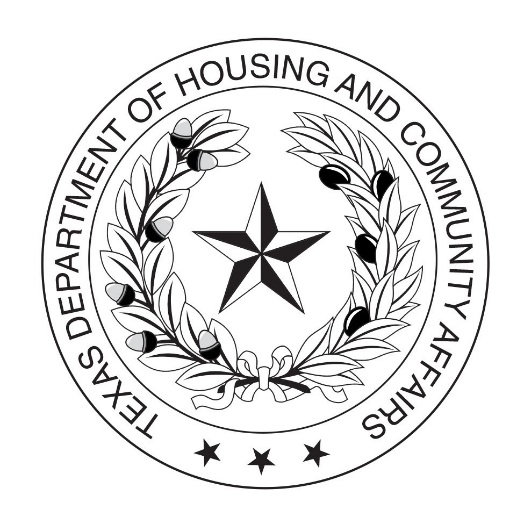 TEXAS DEPARTMENT OF HOUSING AND COMMUNITY AFFAIRS